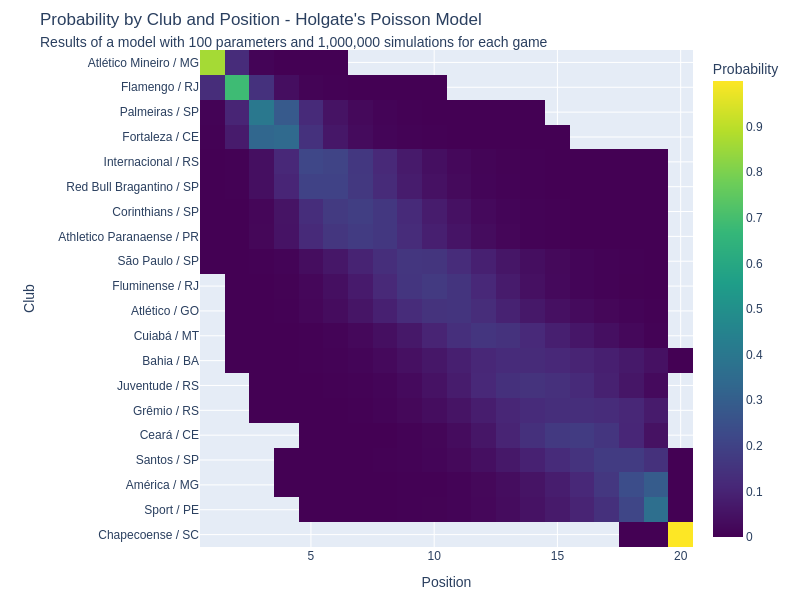 Probability by Club and Position - Holgate's Poisson Model
Results of a model with 100 parameters and 1,000,000 simulations for each game
Atlético Mineiro / MG
Flamengo / RJ
Palmeiras / SP
Fortaleza / CE
Internacional / RS
Red Bull Bragantino / SP
Corinthians / SP
Athletico Paranaense / PR
São Paulo / SP
Fluminense / RJ
Atlético / GO
Cuiabá / MT
Bahia / BA
Juventude / RS
Grêmio / RS
Ceará / CE
Santos / SP
América / MG
Sport / PE
Chapecoense / SC
Club
5
10
15
20
Position
Probability
0.9
0.8
0.7
0.6
0.5
0.4
0.3
0.2
0.1
0